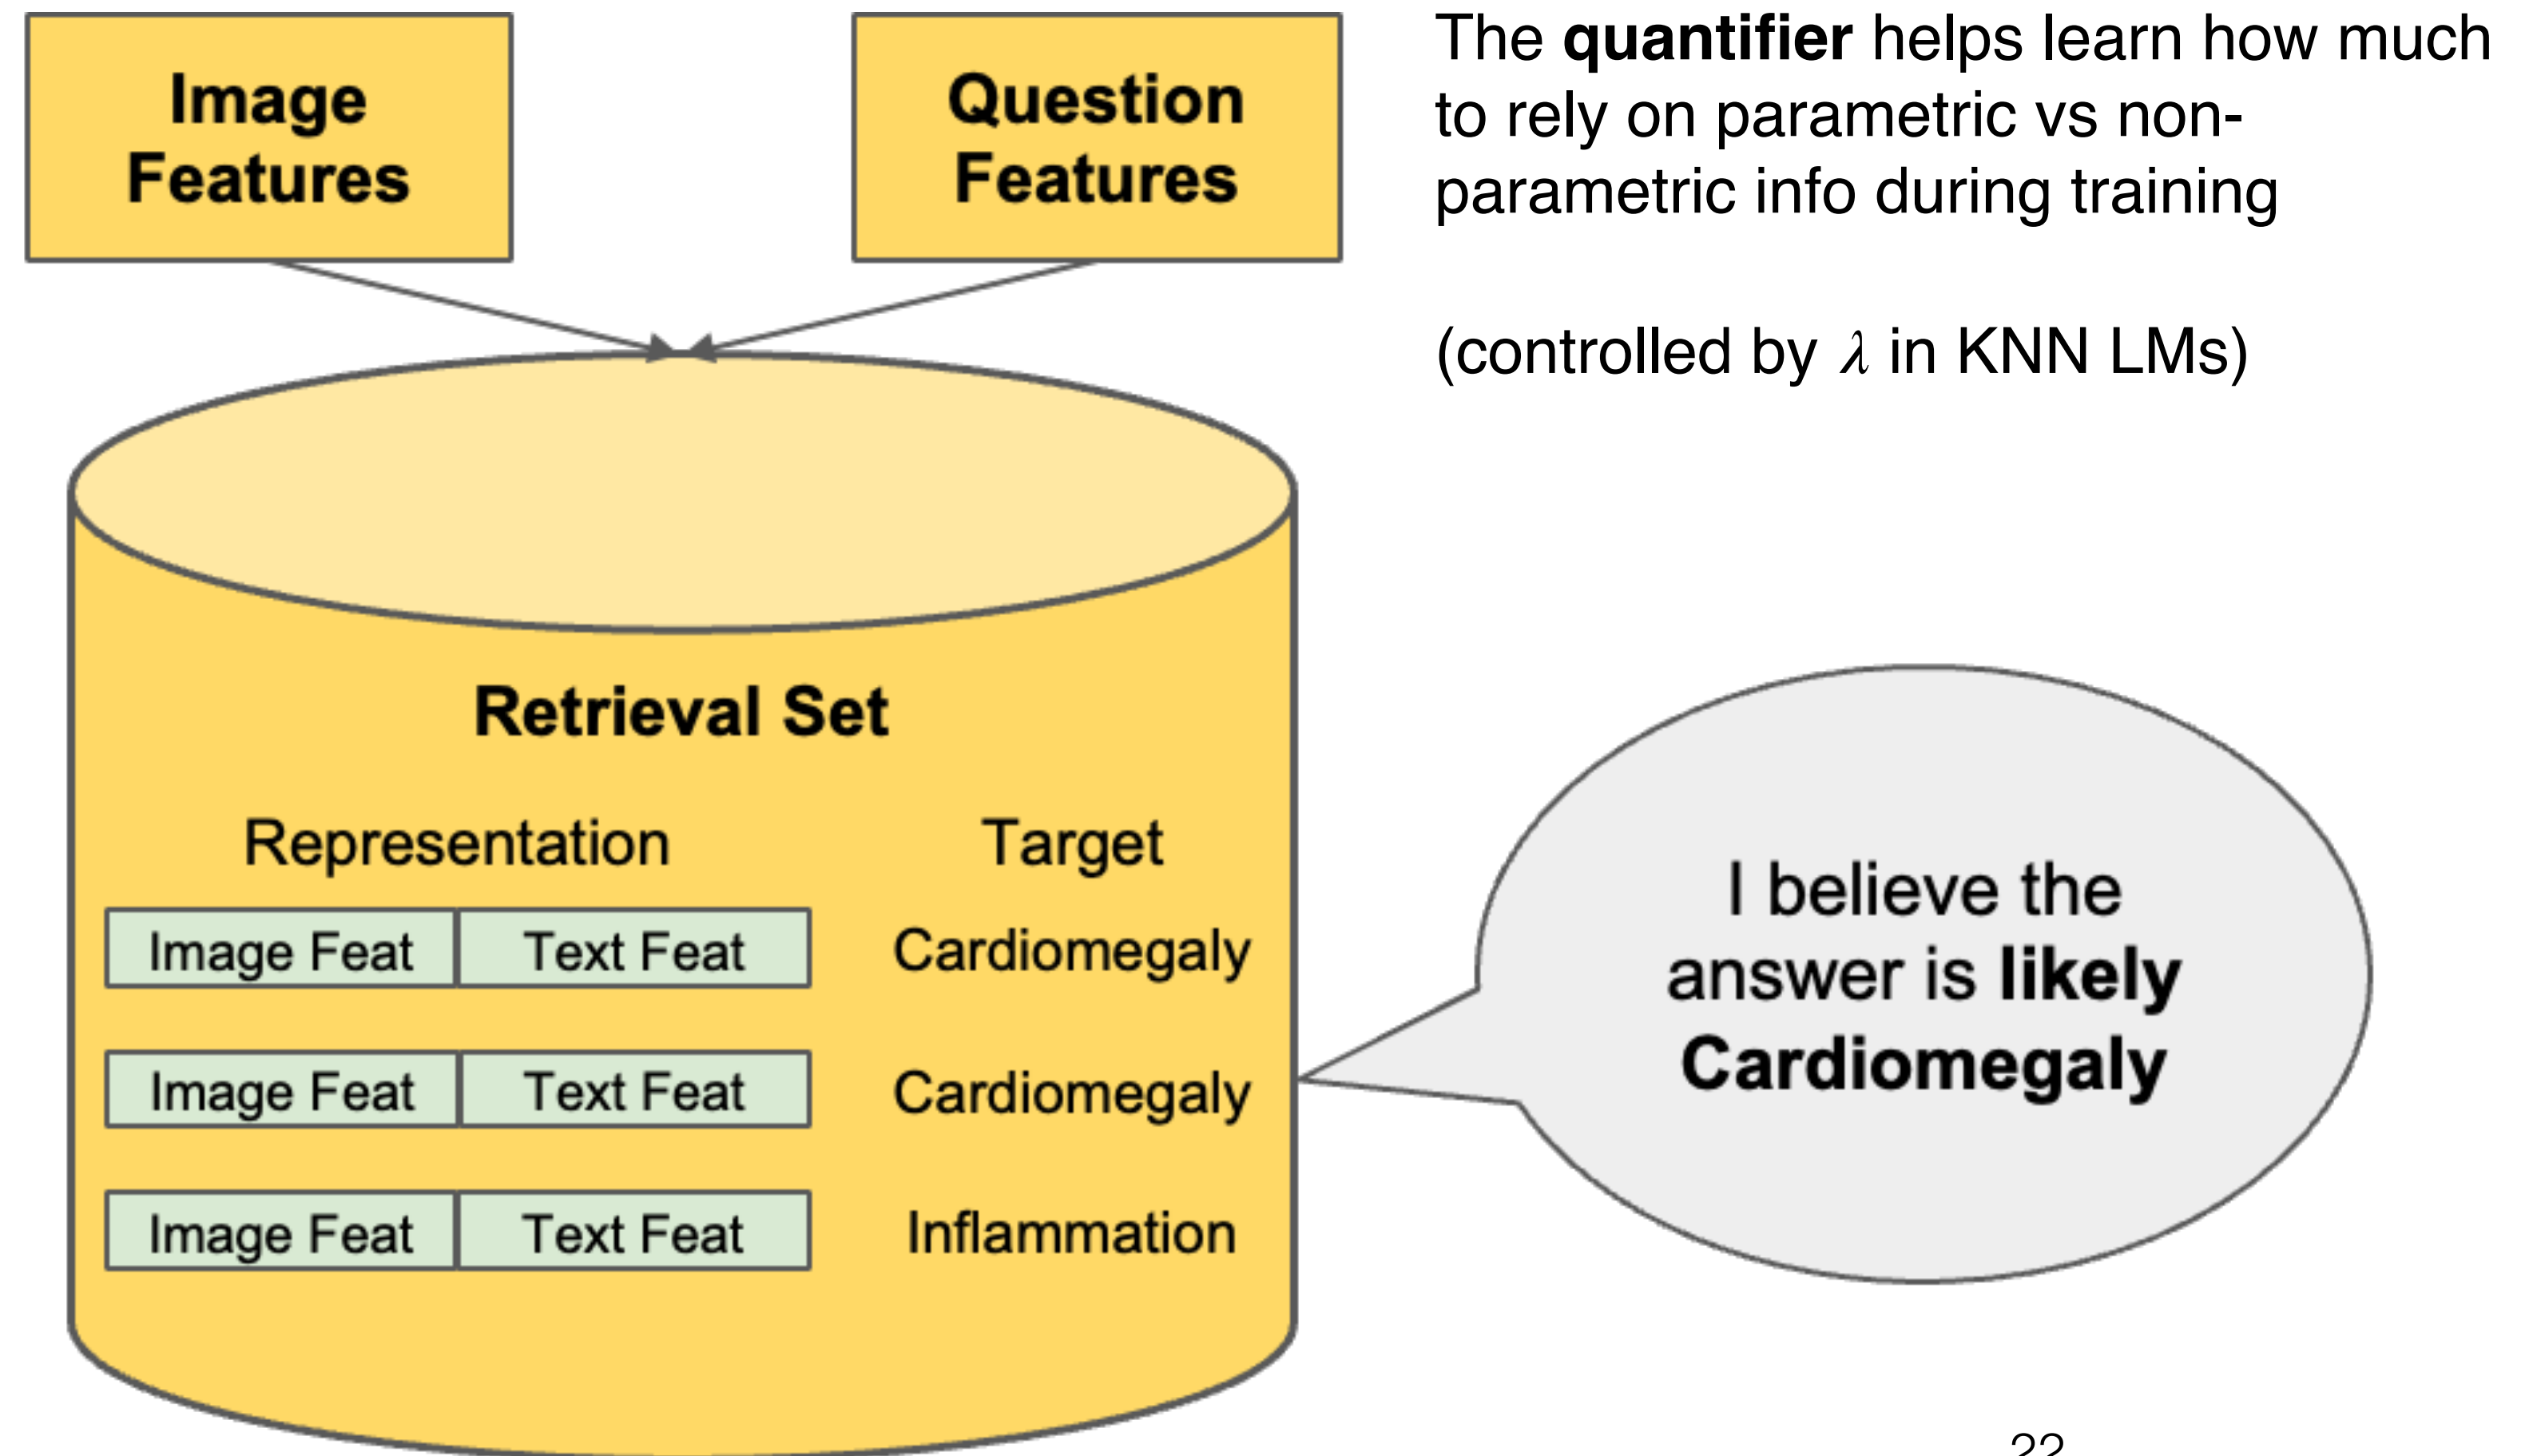 Image
Features
Question
Features
The quantifier helps learn how much
to rely on parametric vs non-
parametric info during training
(controlled by λ in KNN LMs)
Retrieval Set
Representation Target
Image Feat Text Feat Cardiomegaly
Image Feat Text Feat Cardiomegaly
Image Feat Text Feat Inflammation
I believe the
answer is likely
Cardiomegaly
22